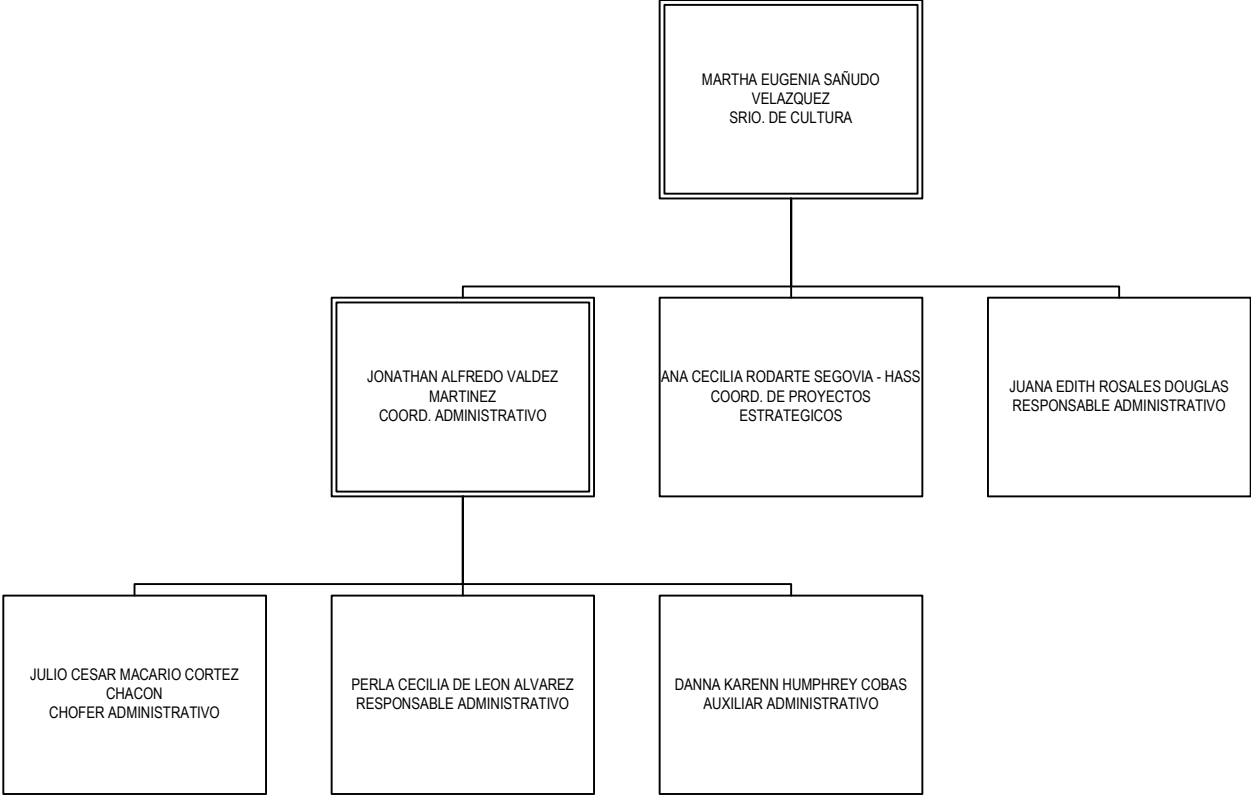 MARTHA EUGENIA SAÑUDO
VELAZQUEZ
SRIO. DE CULTURA
JONATHAN ALFREDO VALDEZ
MARTINEZ
COORD. ADMINISTRATIVO
ANA CECILIA RODARTE SEGOVIA - HASS
COORD. DE PROYECTOS
ESTRATEGICOS
JUANA EDITH ROSALES DOUGLAS
RESPONSABLE ADMINISTRATIVO
JULIO CESAR MACARIO CORTEZ
CHACON
CHOFER ADMINISTRATIVO
PERLA CECILIA DE LEON ALVAREZ
RESPONSABLE ADMINISTRATIVO
DANNA KARENN HUMPHREY COBAS
AUXILIAR ADMINISTRATIVO